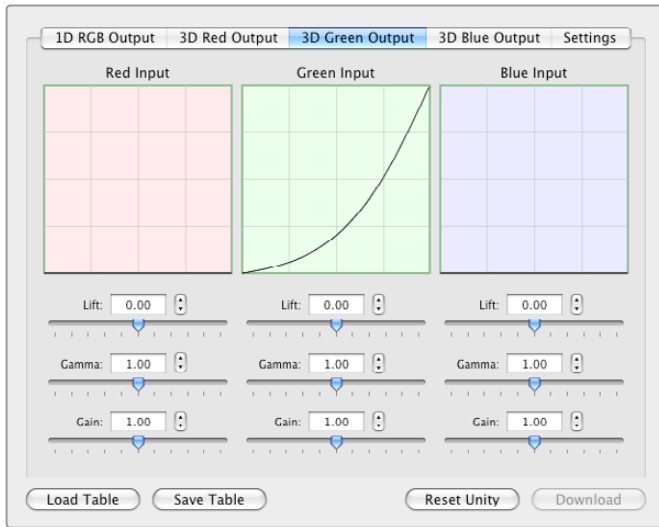 1D RGB Output 3D Red Output 3D Green Output 3D Blue Output Settings
Red Input Green Input Blue Input
Lift: 0.00 Lift: 0.00 Lift: 0.00
Gamma: 1.00 Gamma: 1.00 Gamma: 1.00
Gain: 1.00 Gain: 1.00 Gain: 1.00
Load Table Save Table Reset Unity Download